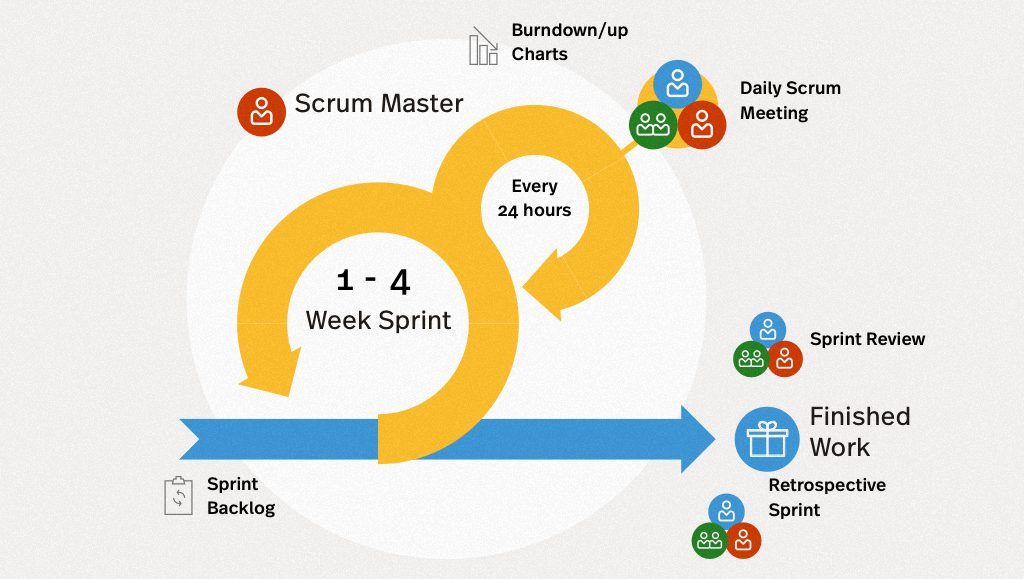 Burndown/up
Charts
Scrum Master
Daily Scrum
Meeting
Every
24 hours
1 - 4
Week Sprint
Sprint Review
Finished
Work
Sprint
Backlog
Retrospective
Sprint